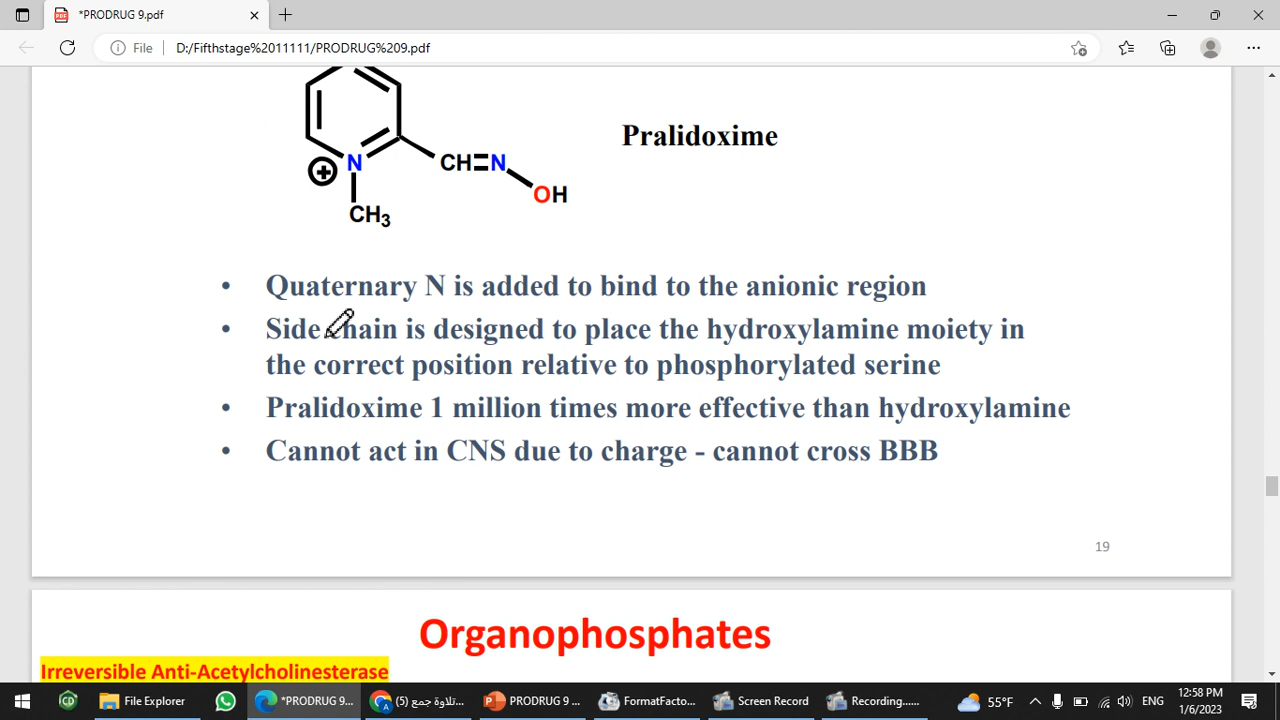 *PRODRUG 9.pdf
File
D:/Fifthstage%2011111/PRODRUG%209.pdf
N
CH=N
OH
CH3
Pralidoxime
• Quaternary N is added to bind to the anionic region
• Side chain is designed to place the hydroxylamine moiety in
the correct position relative to phosphorylated serine
• Pralidoxime 1 million times more effective than hydroxylamine
• Cannot act in CNS due to charge - cannot cross BBB
19
Organophosphates
Irreversible Anti-Acetylcholinesterase
File Explorer
*PRODRUG 9...
تلاوة جمع (5)...
PRODRUG 9 ...
FormatFacto...
Screen Record
Recording......
55°F
ENG
12:58 PM
1/6/2023